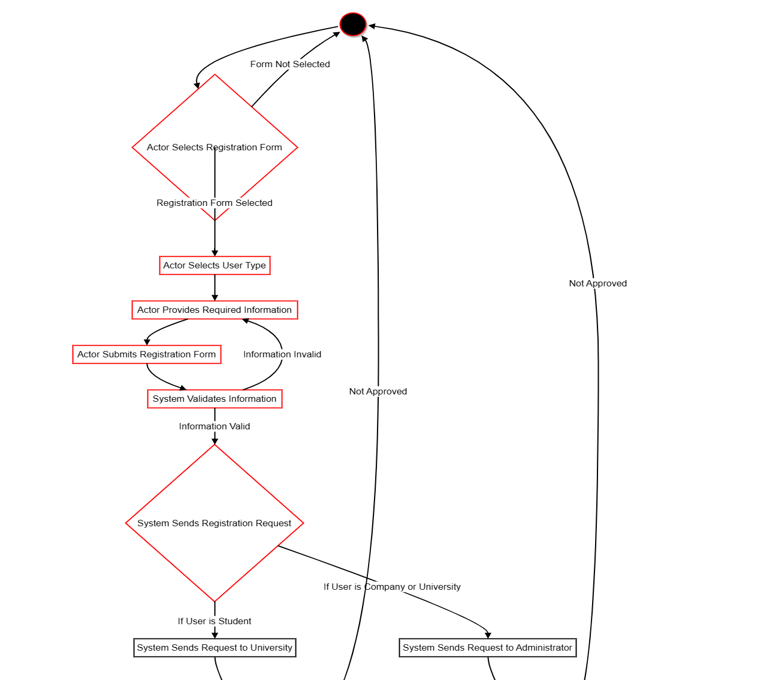 Form Not Selected
Actor Selects Registration Form
Registration Form Selected
Actor Selects User Type
Not Approved
Actor Provides Required Information
Actor Submits Registration Form
Information Invalid
Not Approved
System Validates Information
Information Valid
System Sends Registration Request
If User is Company or University
If User is Student
System Sends Request to University
System Sends Request to Administrator